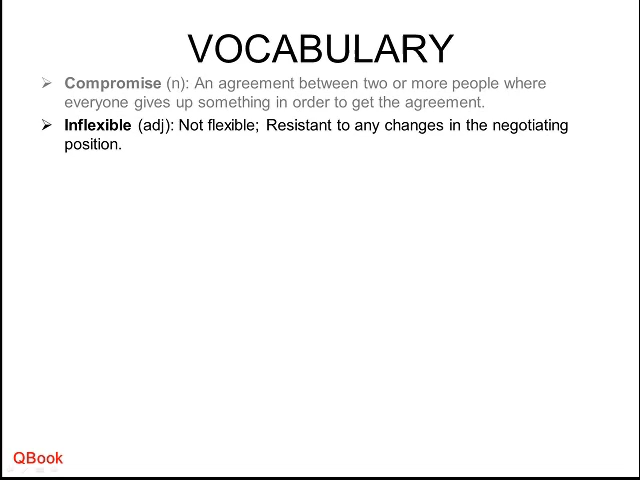 VOCABULARY
➢ Compromise (n): An agreement between two or more people where
everyone gives up something in order to get the agreement.
➢ Inflexible (adj): Not flexible; Resistant to any changes in the negotiating
position.
QBook